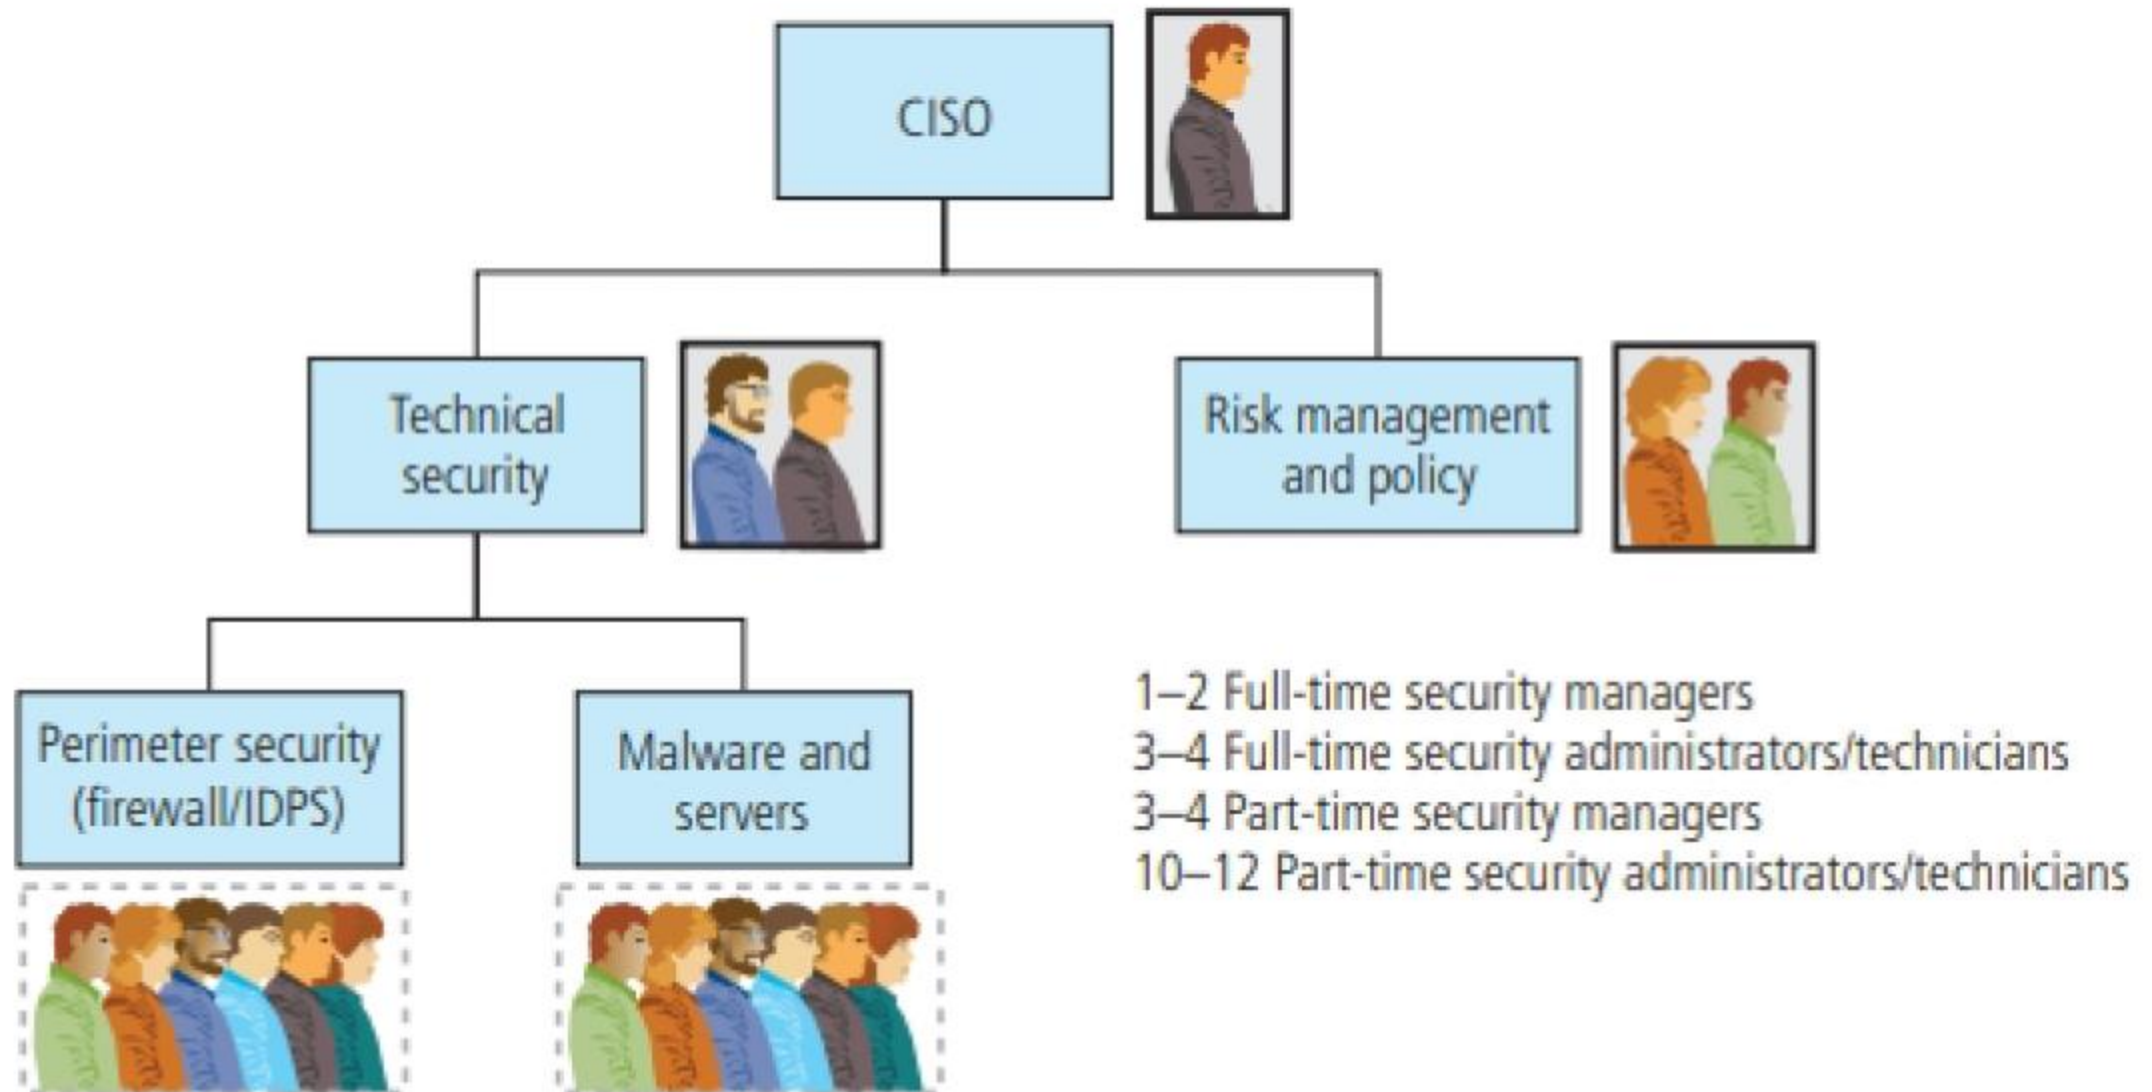 CISO
Technical
security
Risk management
and policy
Perimeter security
(firewall/IDPS)
Malware and
servers
1–2 Full-time security managers
3–4 Full-time security administrators/technicians
3–4 Part-time security managers
10–12 Part-time security administrators/technicians